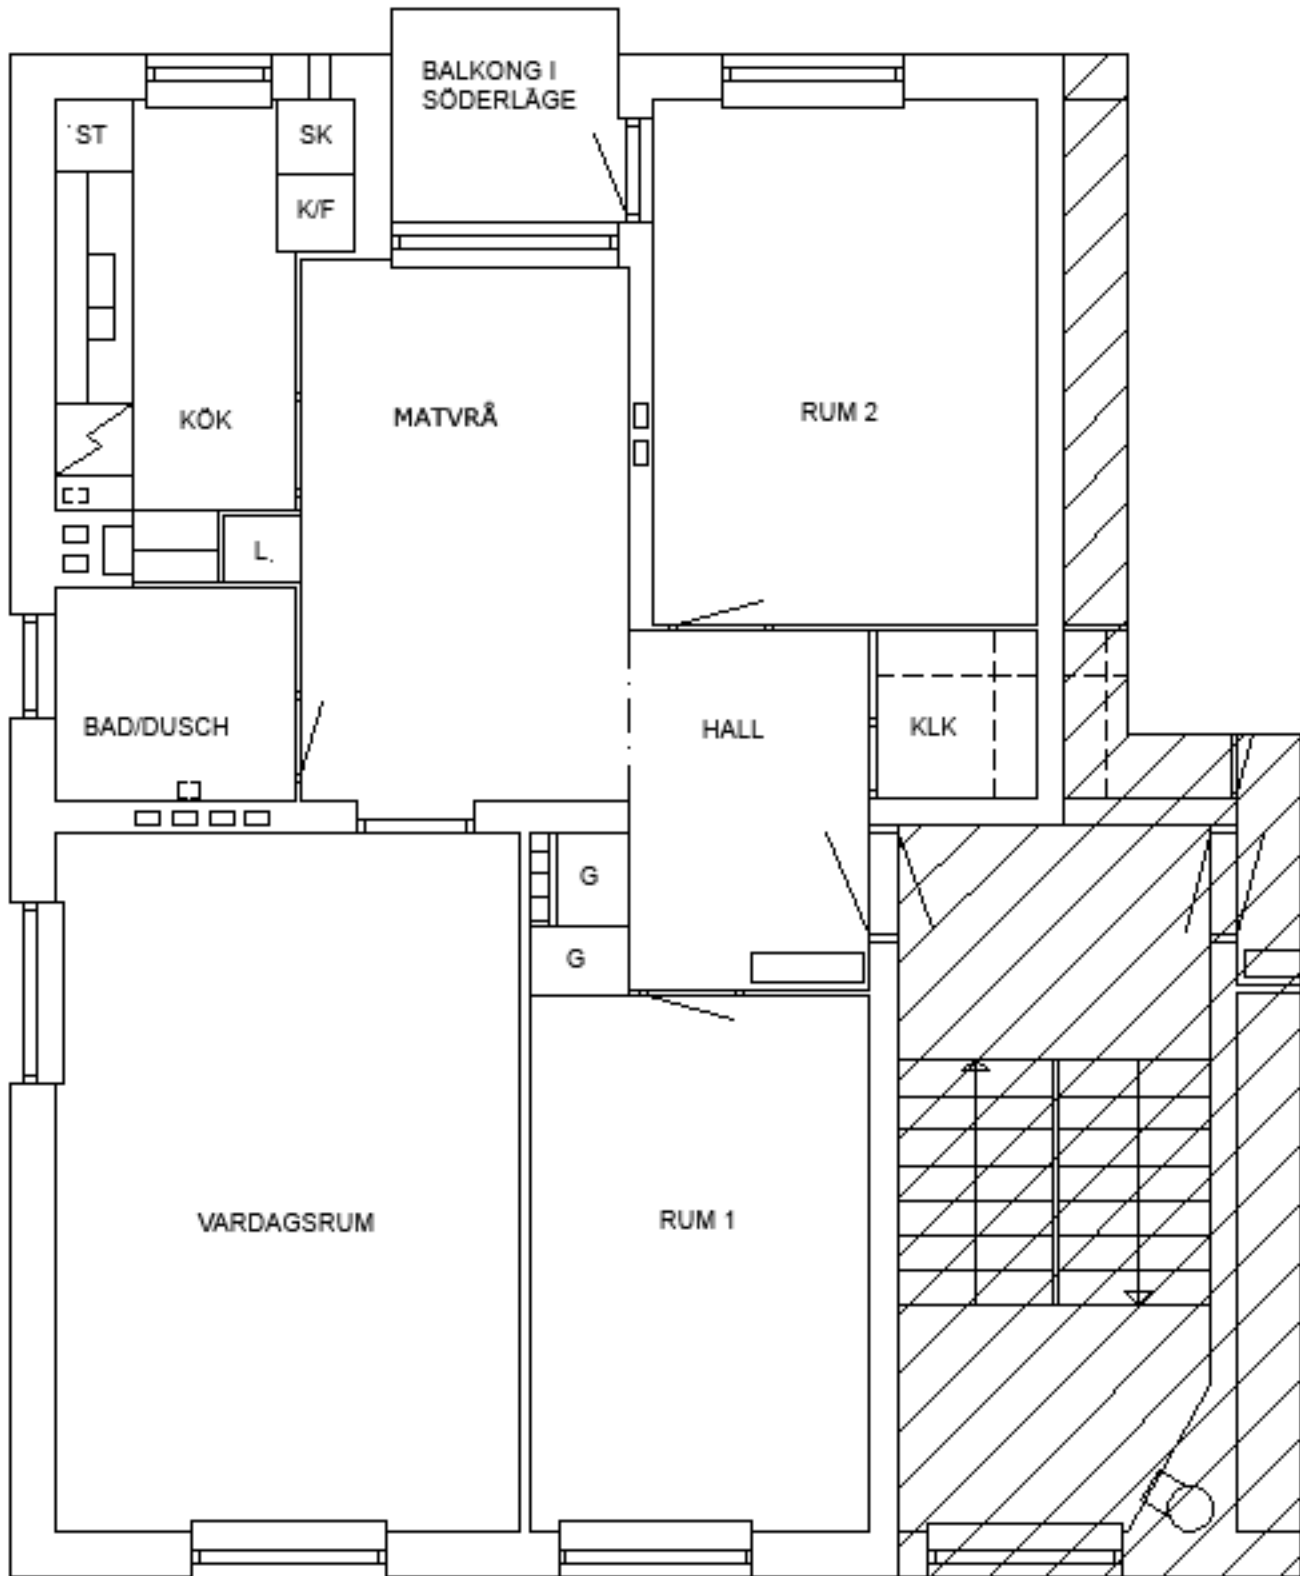 BALKONG I
SÖDERLÄGE
ST
SK
K/F
KÖK
MATVRÅ
RUM 2
L.
BAD/DUSCH
HALL
KLK
G
G
VARDAGSRUM
RUM 1